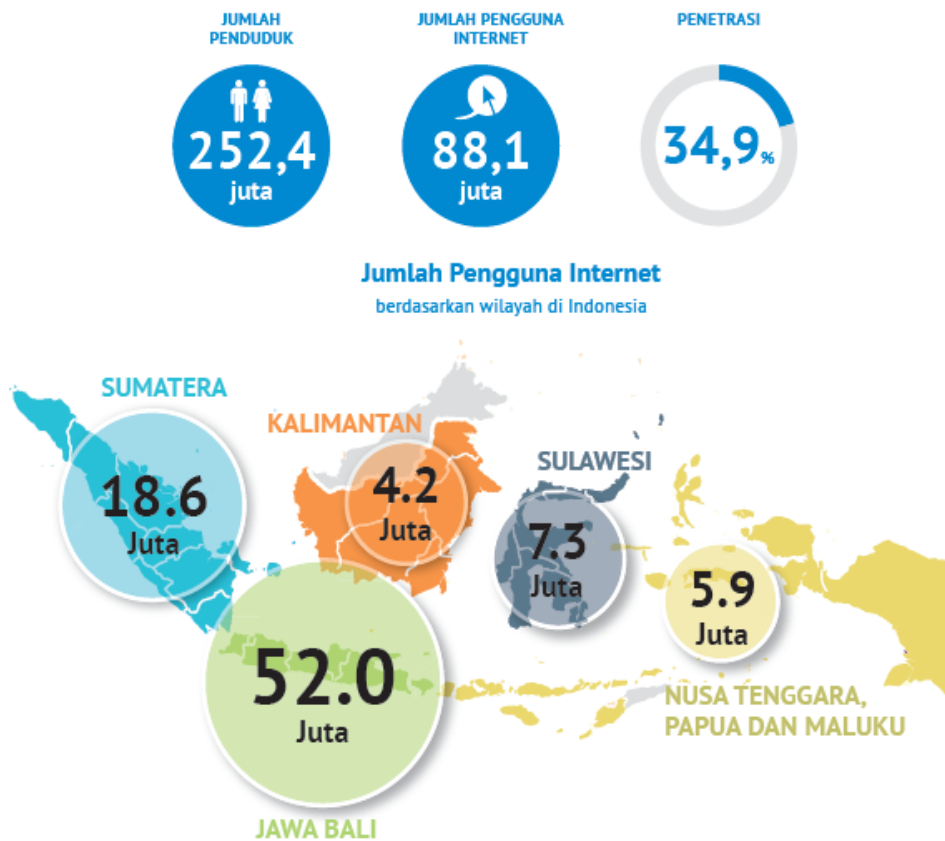 JUMLAH
PENDUDUK
252,4
juta
JUMLAH PENGGUNA
INTERNET
88,1
juta
PENETRASI
34,9%
Jumlah Pengguna Internet
berdasarkan wilayah di Indonesia
SUMATERA
18.6
Juta
KALIMANTAN
4.2
Juta
SULAWESI
7.3
Juta
5.9
Juta
NUSA TENGGARA,
PAPUA DAN MALUKU
52.0
Juta
JAWA BALI